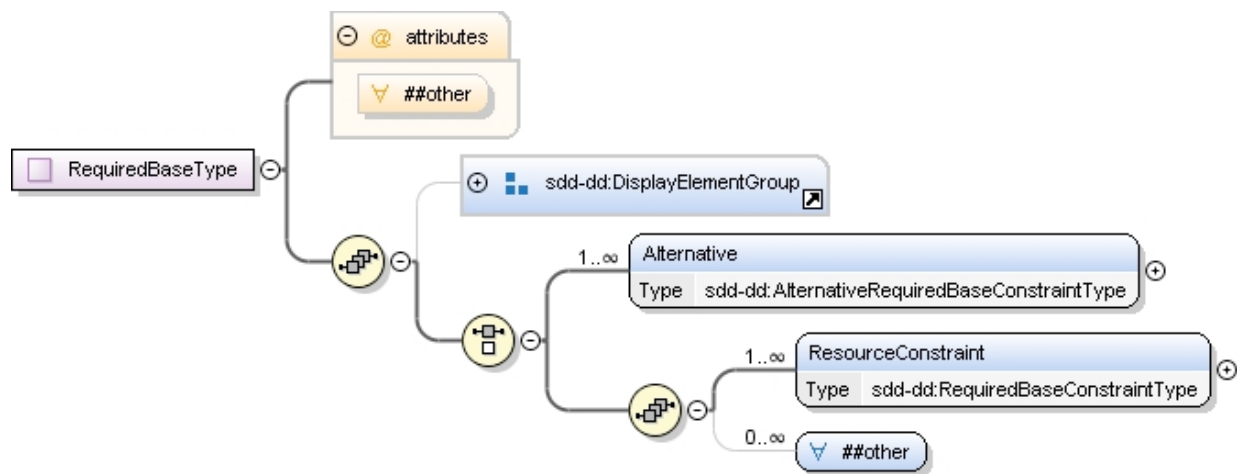 @ attributes
∀ ##other
RequiredBaseType
sdd-dd:DisplayElementGroup
1..∞
Alternative
Type sdd-dd:AlternativeRequiredBaseConstraintType
1..∞
ResourceConstraint
Type sdd-dd:RequiredBaseConstraintType
0..∞
∀ ##other